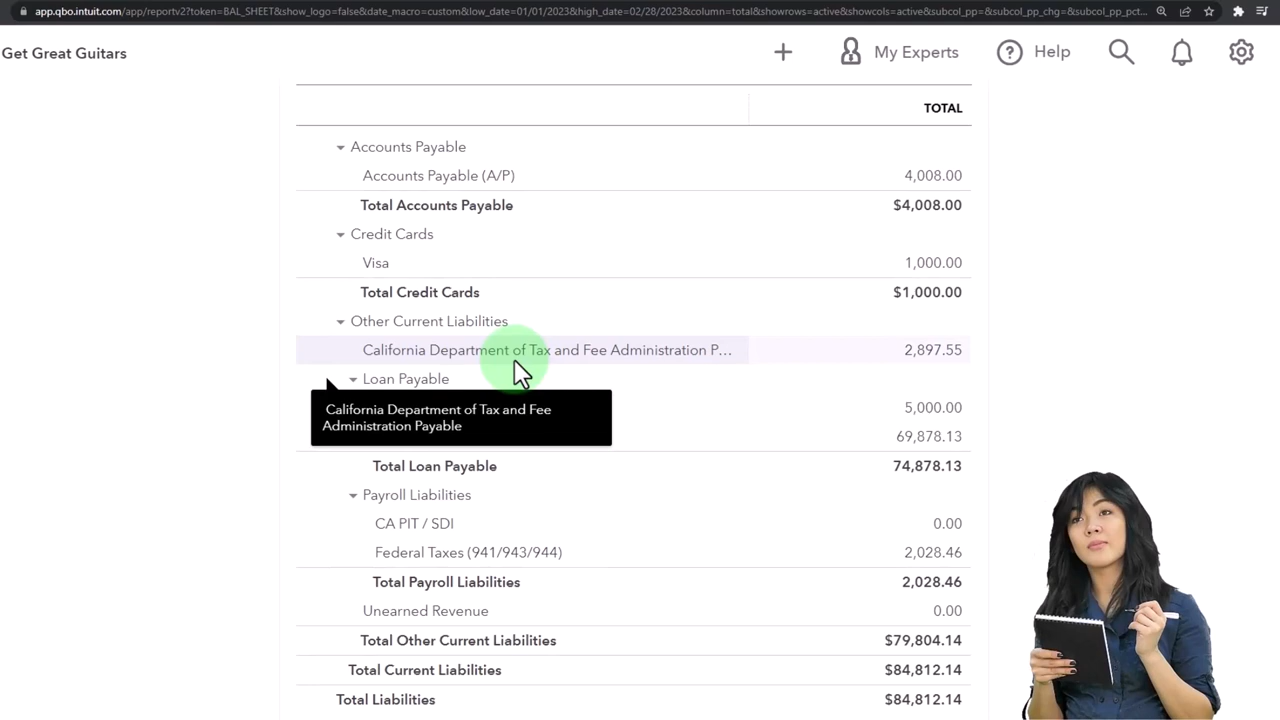 app.qbo.intuit.com/app/reportv2?token=BAL_SHEET&show_logo=false&date_macro=custom&low_date=01/01/2023&high_date=02/28/2023&column=total&showrows=active&showcols=active&subcol_pp=&subcol_pp_chg=&subcol_pp_pct...
Get Great Guitars My Experts Help
TOTAL
Accounts Payable
Accounts Payable (A/P) 4,008.00
Total Accounts Payable $4,008.00
Credit Cards
Visa 1,000.00
Total Credit Cards $1,000.00
Other Current Liabilities
California Department of Tax and Fee Administration P... 2,897.55
Loan Payable
California Department of Tax and Fee 5,000.00
Administration Payable 69,878.13
Total Loan Payable 74,878.13
Payroll Liabilities
CA PIT / SDI 0.00
Federal Taxes (941/943/944) 2,028.46
Total Payroll Liabilities 2,028.46
Unearned Revenue 0.00
Total Other Current Liabilities $79,804.14
Total Current Liabilities $84,812.14
Total Liabilities $84,812.14